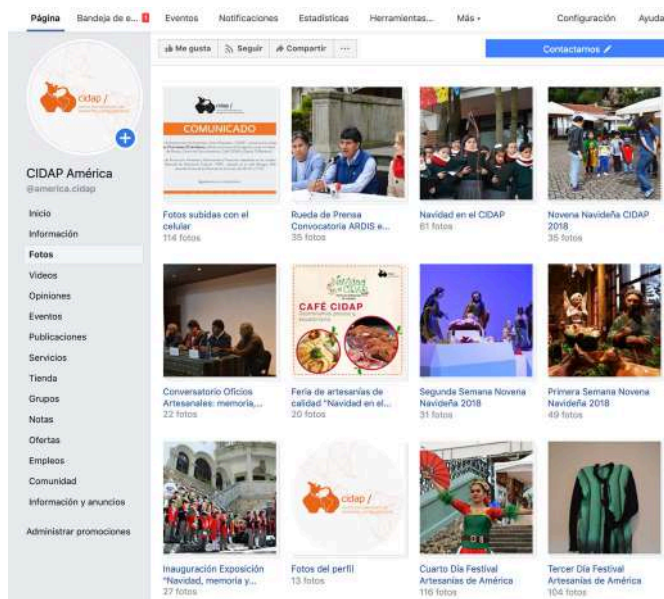 Página Bandeja de e... Eventos Notificaciones Estadísticas Herramientas... Más Configuración Ayuda
Me gusta Seguir Compartir ... Contactarnos
cidap /
CIDAP América
@america.cidap
Inicio
Información
Fotos
Videos
Opiniones
Eventos
Publicaciones
Servicios
Tienda
Grupos
Notas
Ofertas
Empleos
Comunidad
Información y anuncios
Administrar promociones
cidap /
COMUNICADO
Fotos subidas con el
celular
114 fotos
Rueda de Prensa
Convocatoria ARDIS e...
35 fotos
Navidad en el CIDAP
61 fotos
Novena Navideña CIDAP
2018
35 fotos
Conversatorio Oficios
Artesanales: memoria,...
22 fotos
Navidad
CIDAP
CAFÉ CIDAP
Feria de artesanías de
calidad "Navidad en el...
20 fotos
Segunda Semana Novena
Navideña 2018
31 fotos
Primera Semana Novena
Navideña 2018
49 fotos
Inauguración Exposición
"Navidad, memoria y...
27 fotos
cidap /
Fotos del perfil
13 fotos
Cuarto Día Festival
Artesanías de América
116 fotos
Tercer Día Festival
Artesanías de América
104 fotos